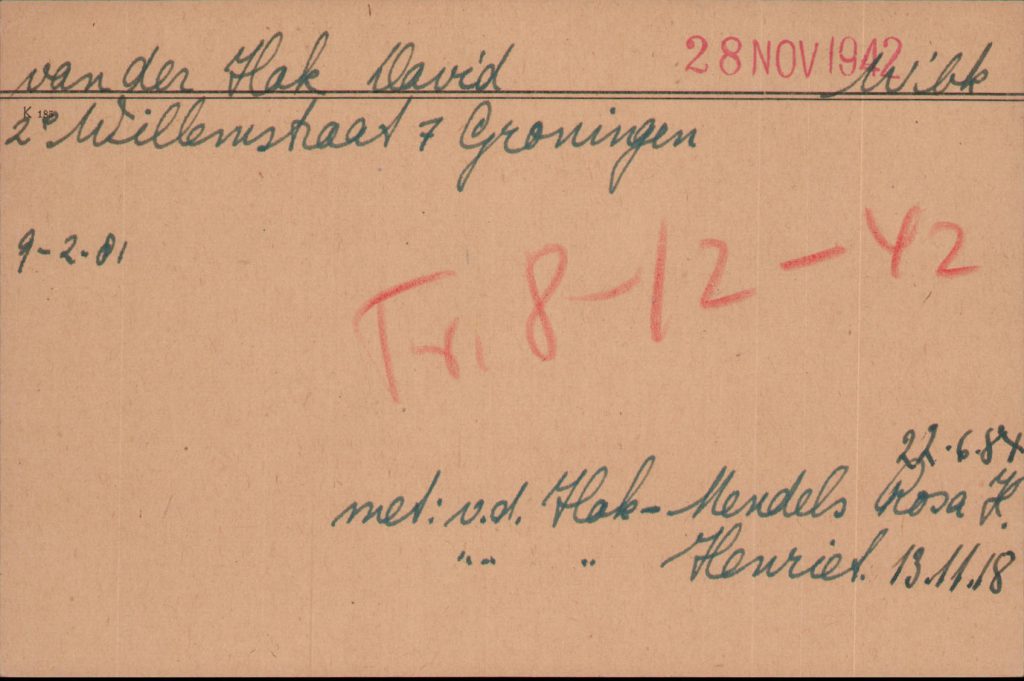 van der Hak David 28 NOV 1942 Wibk
K
2e Willemstraat 7 Groningen
9-2-81
Tr. 8-12-42
22.6.84
met: v.d. Hak-Mendels Rosa H.
" " " Henriet. 13.11.18